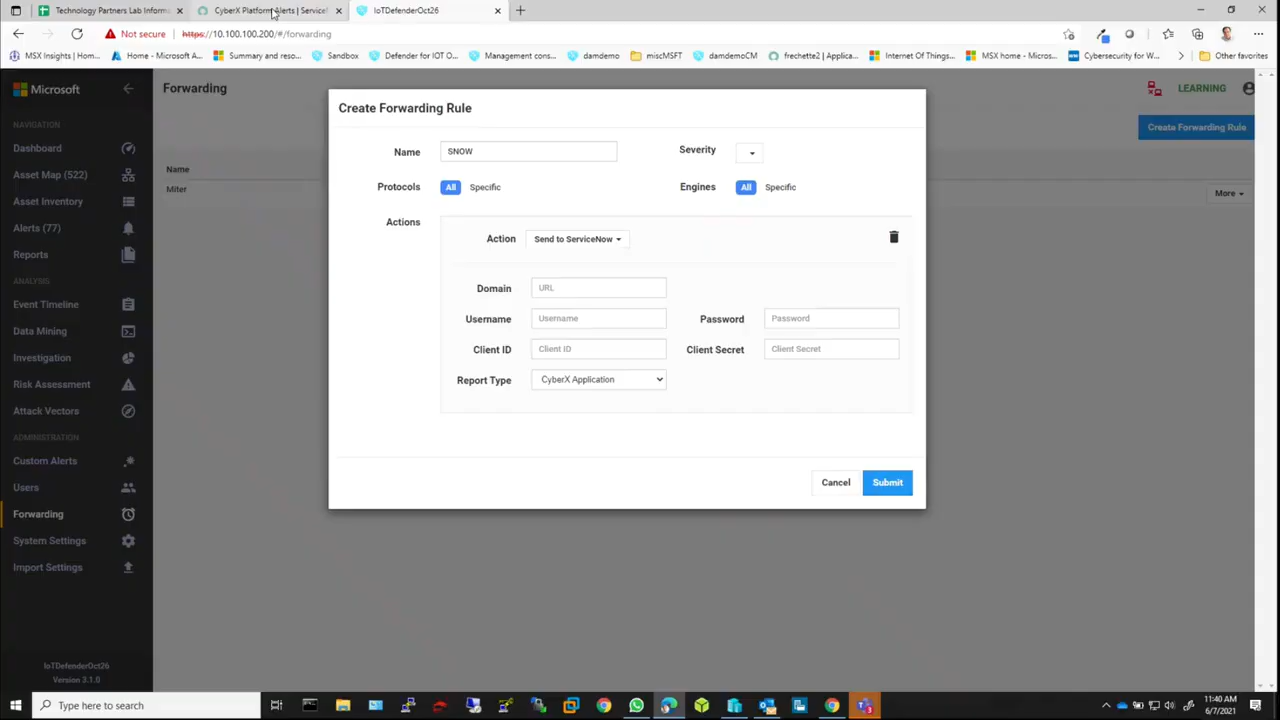 Technology Partners Lab Inform
CyberX Platform Alerts | Service
IoTDefenderOct26
Not secure
https://10.100.100.200/#/forwarding
MSX Insights | Hom...
Home - Microsoft A...
Summary and reso...
Sandbox
Defender for IOT O...
Management cons...
damdemo
miscMSFT
damdemoCM
frechette2 | Applica...
Internet Of Things...
MSX home - Micros...
Cybersecurity for W...
Other favorites
Microsoft
Forwarding
LEARNING
Create Forwarding Rule
NAVIGATION
Dashboard
Asset Map (522)
Asset Inventory
Alerts (77)
Reports
ANALYSIS
Event Timeline
Data Mining
Investigation
Risk Assessment
Attack Vectors
ADMINISTRATION
Custom Alerts
Users
Forwarding
System Settings
Import Settings
IoTDefenderOct26
Version 3.1.0
Name
Miter
More
Create Forwarding Rule
Name
SNOW
Severity
Protocols
All
Specific
Engines
All
Specific
Actions
Action
Send to ServiceNow
Domain
URL
Username
Username
Password
Password
Client ID
Client ID
Client Secret
Client Secret
Report Type
CyberX Application
Cancel
Submit
Type here to search
11:40 AM
6/7/2021